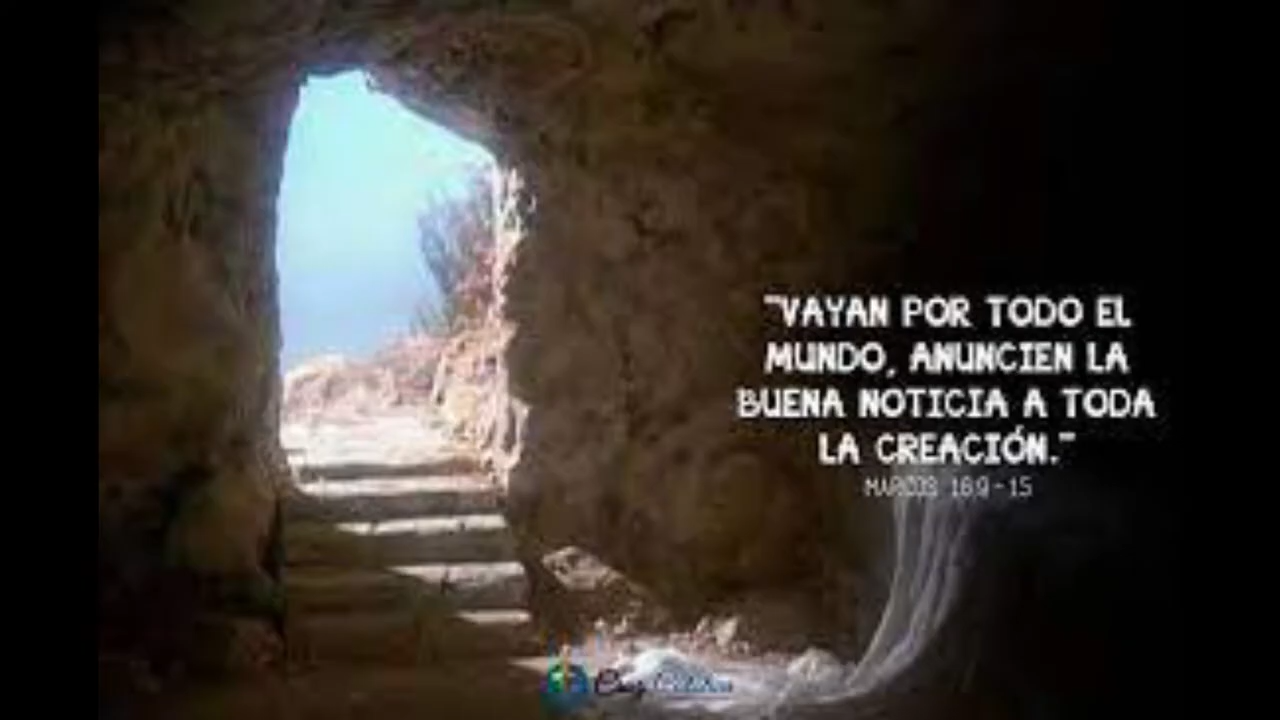 "VAYAN POR TODO EL
MUNDO, ANUNCIEN LA
BUENA NOTICIA A TODA
LA CREACIÓN."
MARCOS 16,9-15